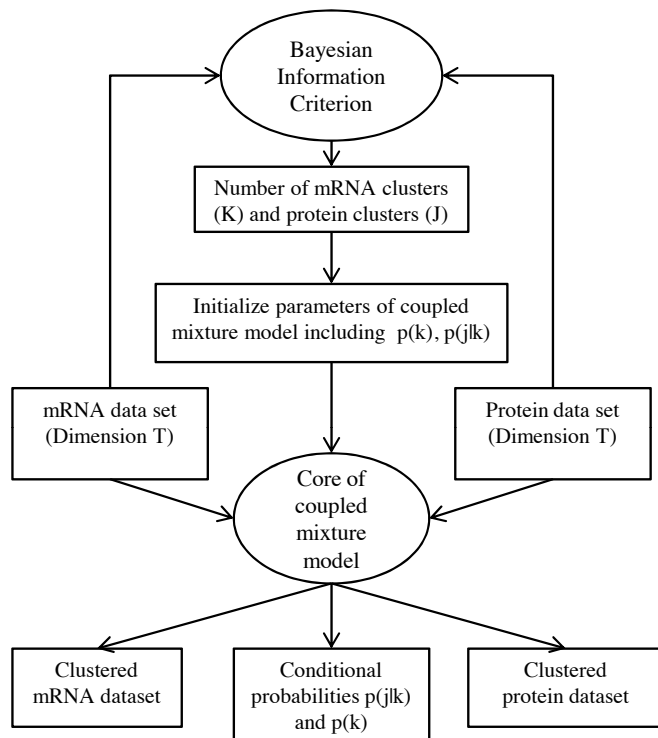 Bayesian
Information
Criterion
Number of mRNA clusters
(K) and protein clusters (J)
Initialize parameters of coupled
mixture model including p(k), p(j|k)
mRNA data set
(Dimension T)
Protein data set
(Dimension T)
Core of
coupled
mixture
model
Clustered
mRNA dataset
Conditional
probabilities p(j|k)
and p(k)
Clustered
protein dataset